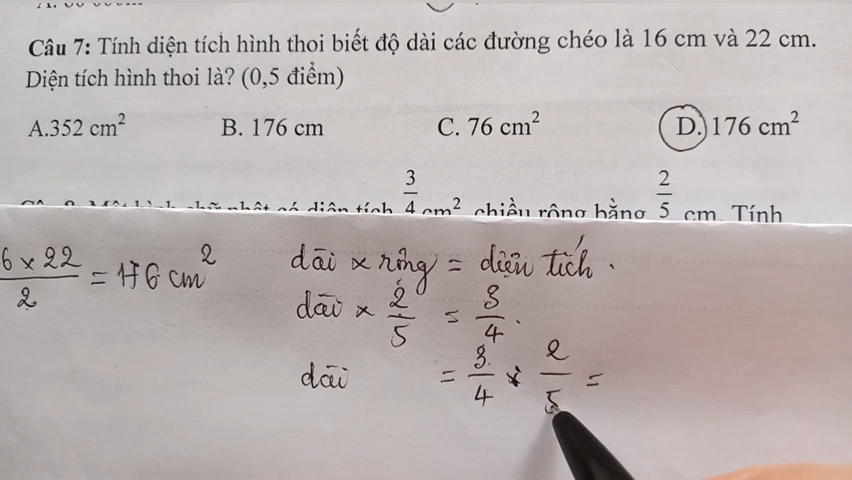 Câu 7: Tính diện tích hình thoi biết độ dài các đường chéo là 16 cm và 22 cm.
Diện tích hình thoi là? (0,5 điểm)
A.352 cm² B. 176 cm C. 76 cm² D. 176 cm²
diện tích 3/4 cm² chiều rộng bằng 2/5 cm. Tính
6 x 22 / 2 = 176 cm²
dài x rộng = diện tích.
dài x 2/5 = 3/4.
dài = 3/4 : 2/5 =